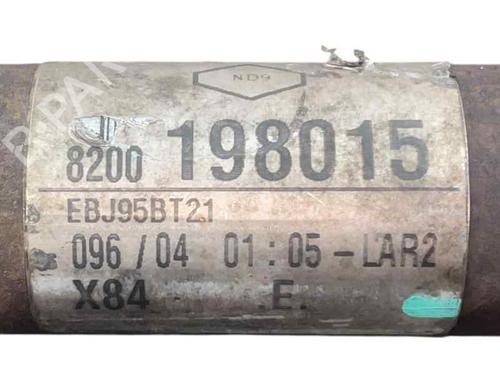 ND9
8200 198015
EBJ95BT21
096/04 01:05-LAR2
X84 .E.